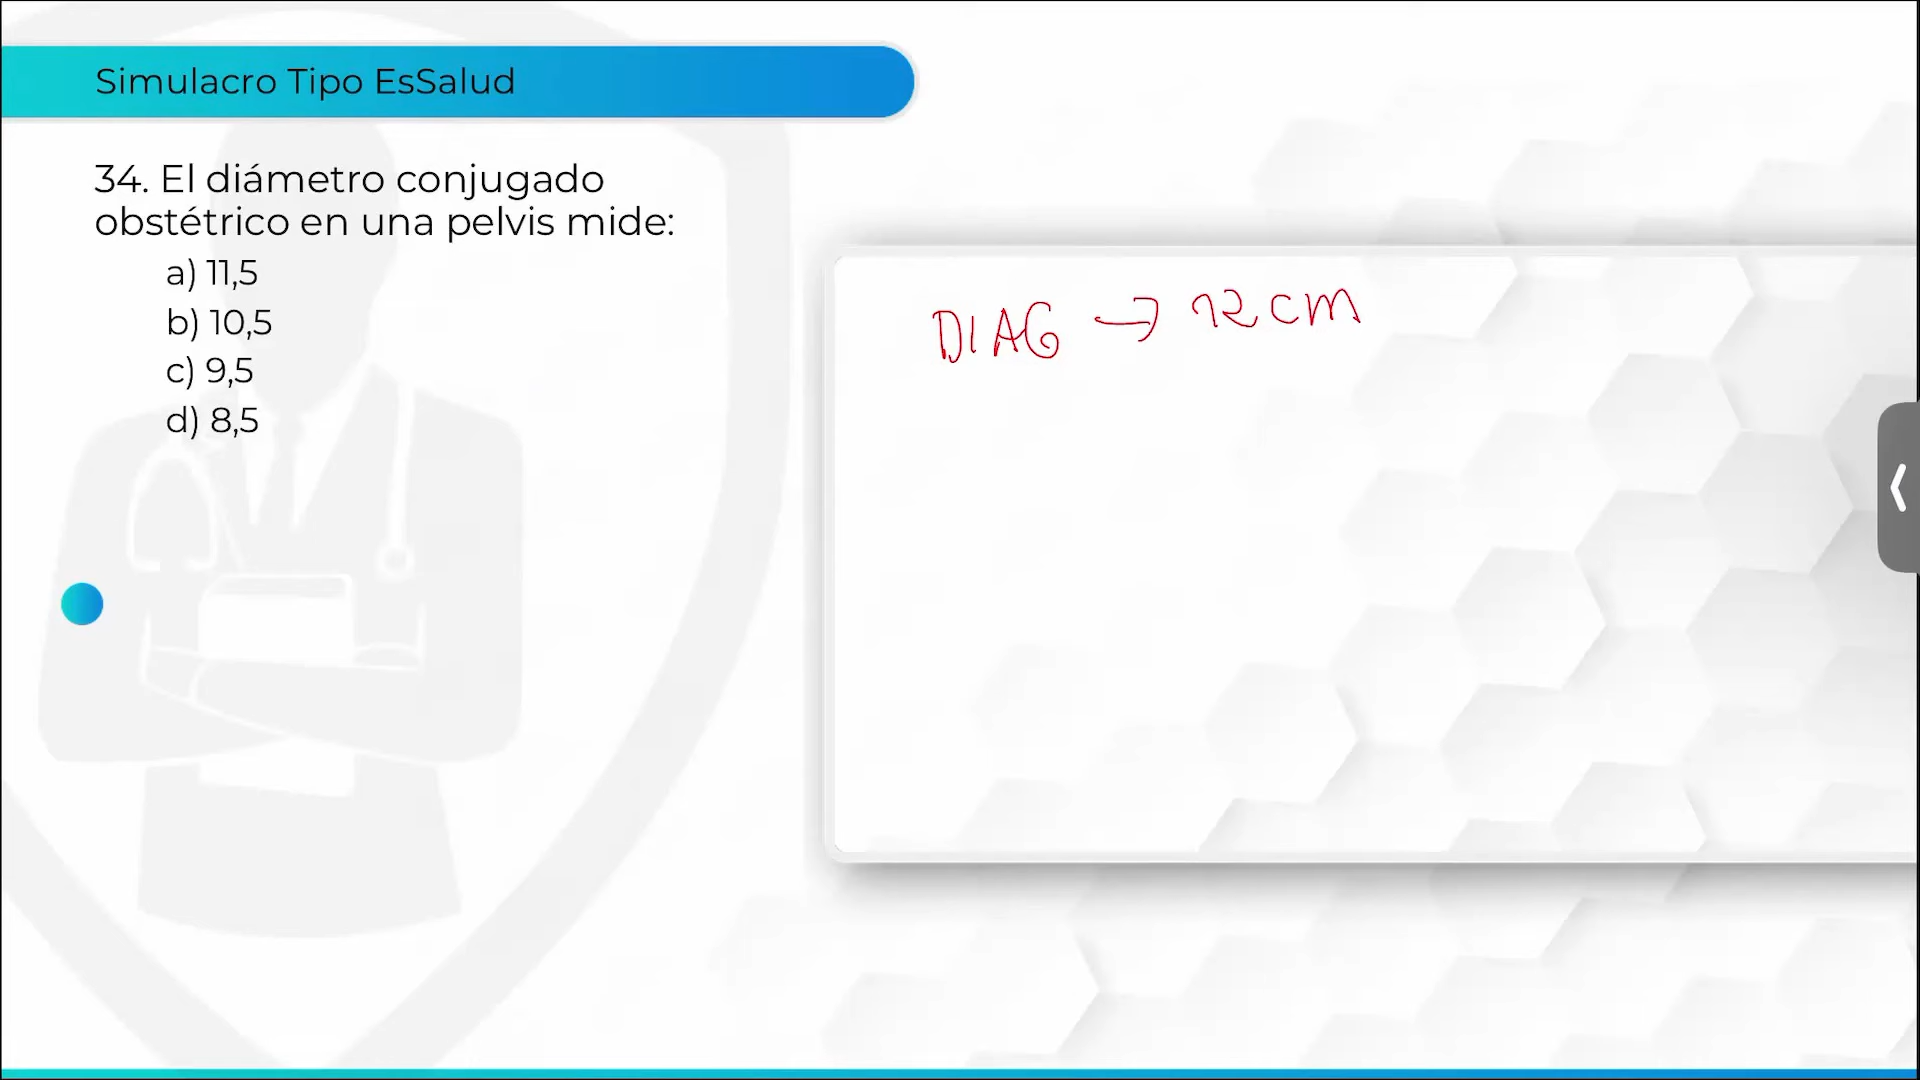 Simulacro Tipo EsSalud
34. El diámetro conjugado
obstétrico en una pelvis mide:
a) 11,5
b) 10,5
c) 9,5
d) 8,5
DIAG → 12 cm